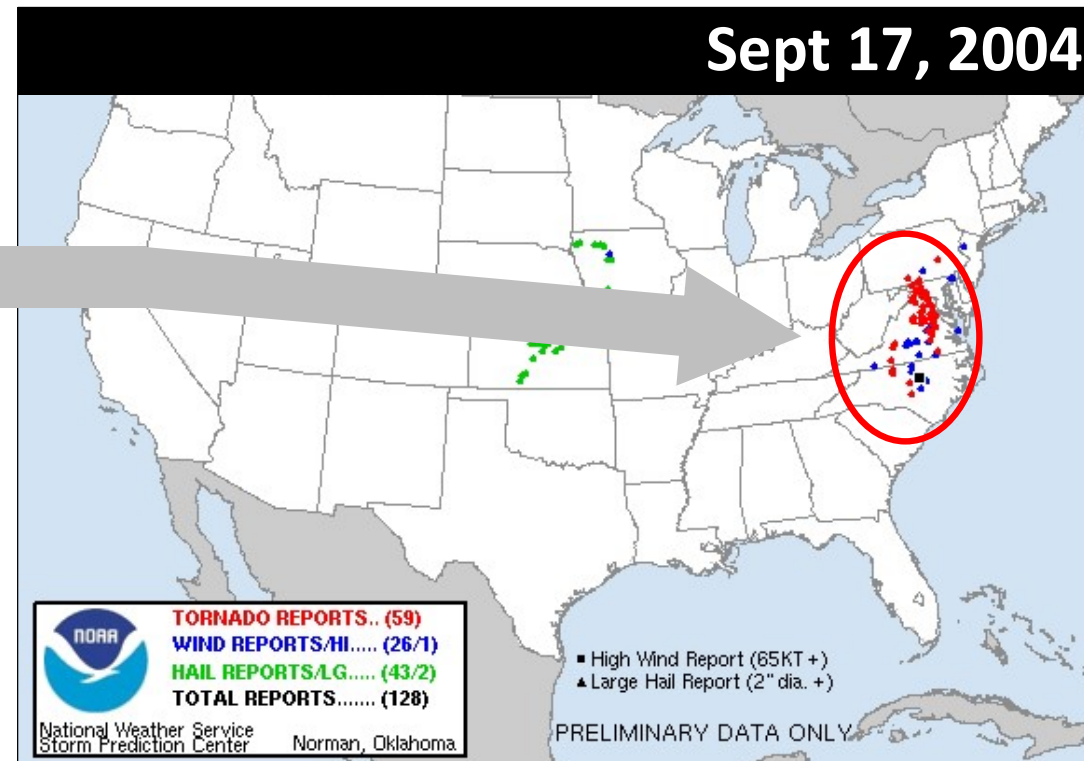 Sept 17, 2004
NOAA
TORNADO REPORTS.. (59)
WIND REPORTS/HI..... (26/1)
HAIL REPORTS/LG..... (43/2)
TOTAL REPORTS....... (128)
National Weather Service
Storm Prediction Center Norman, Oklahoma
High Wind Report (65KT +)
Large Hail Report (2" dia. +)
PRELIMINARY DATA ONLY